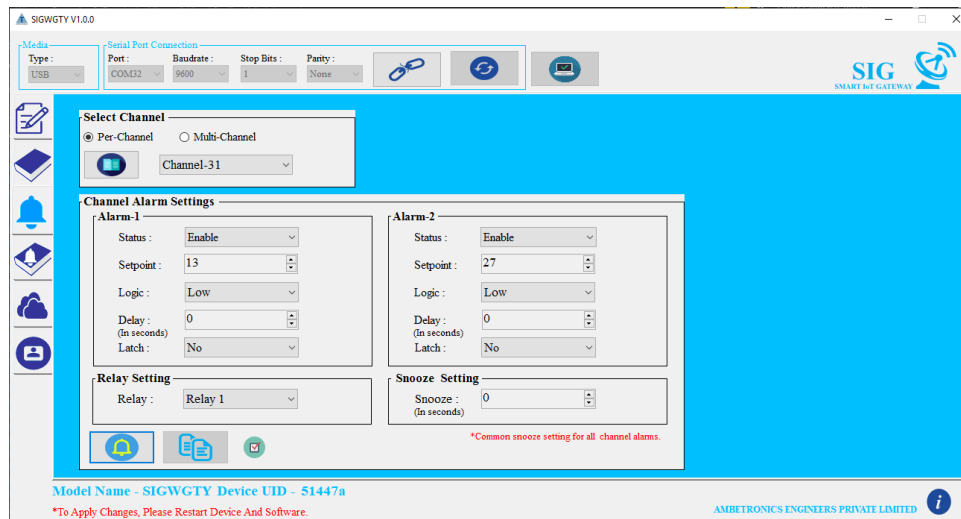 SIGWGTY V1.0.0
Media
Serial Port Connection
Type :
Port :
Baudrate :
Stop Bits :
Parity :
USB
COM32
9600
1
None
SIG
SMART IoT GATEWAY
Select Channel
Per-Channel
Multi-Channel
Channel-31
Channel Alarm Settings
Alarm-1
Status :
Enable
Setpoint :
13
Logic :
Low
Delay :
0
(In seconds)
Latch :
No
Alarm-2
Status :
Enable
Setpoint :
27
Logic :
Low
Delay :
0
(In seconds)
Latch :
No
Relay Setting
Relay :
Relay 1
Snooze Setting
Snooze :
0
(In seconds)
*Common snooze setting for all channel alarms.
Model Name - SIGWGTY Device UID - 51447a
*To Apply Changes, Please Restart Device And Software.
AMBETRONICS ENGINEERS PRIVATE LIMITED
i